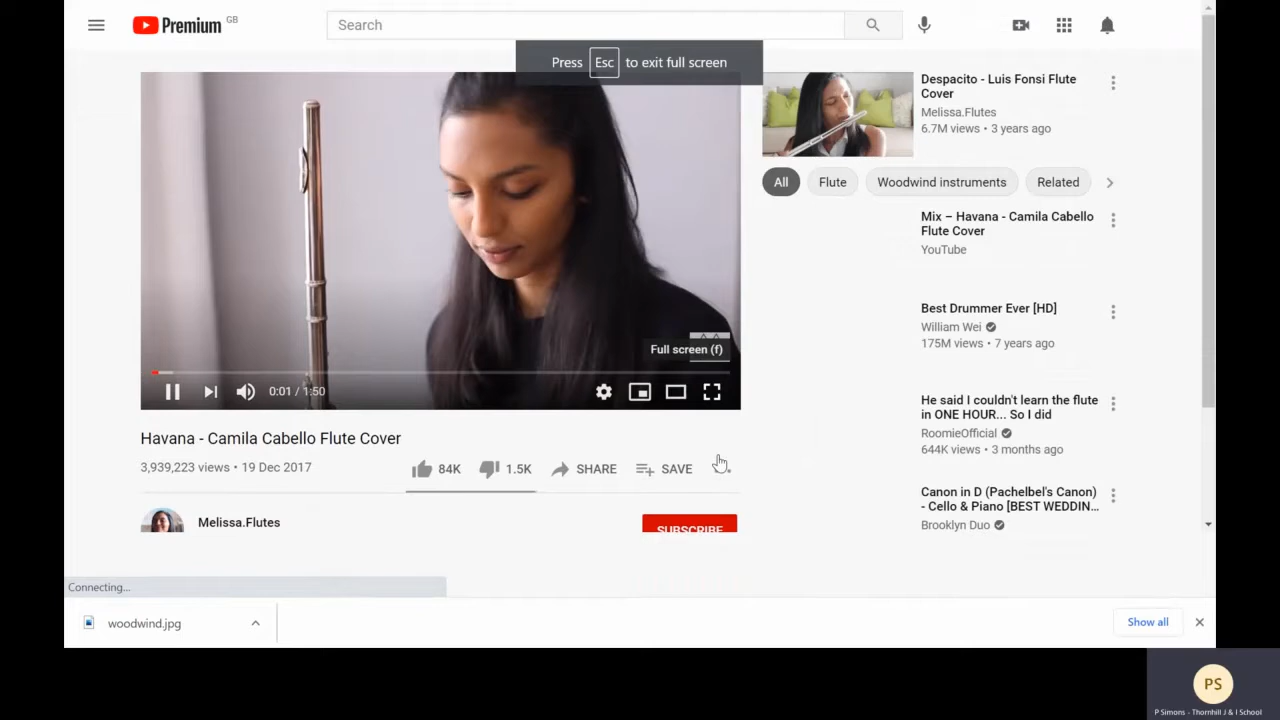 Premium GB
Search
Press Esc to exit full screen
Full screen (f)
0:01 / 1:50
Havana - Camila Cabello Flute Cover
3,939,223 views • 19 Dec 2017
84K
1.5K
SHARE
SAVE
Melissa.Flutes
SUBSCRIBE
Despacito - Luis Fonsi Flute
Cover
Melissa.Flutes
6.7M views • 3 years ago
All
Flute
Woodwind instruments
Related
Mix – Havana - Camila Cabello
Flute Cover
YouTube
Best Drummer Ever [HD]
William Wei
175M views • 7 years ago
He said I couldn't learn the flute
in ONE HOUR... So I did
RoomieOfficial
644K views • 3 months ago
Canon in D (Pachelbel's Canon)
- Cello & Piano [BEST WEDDIN...
Brooklyn Duo
Connecting...
woodwind.jpg
Show all
PS
P Simons - Thornhill J & I School